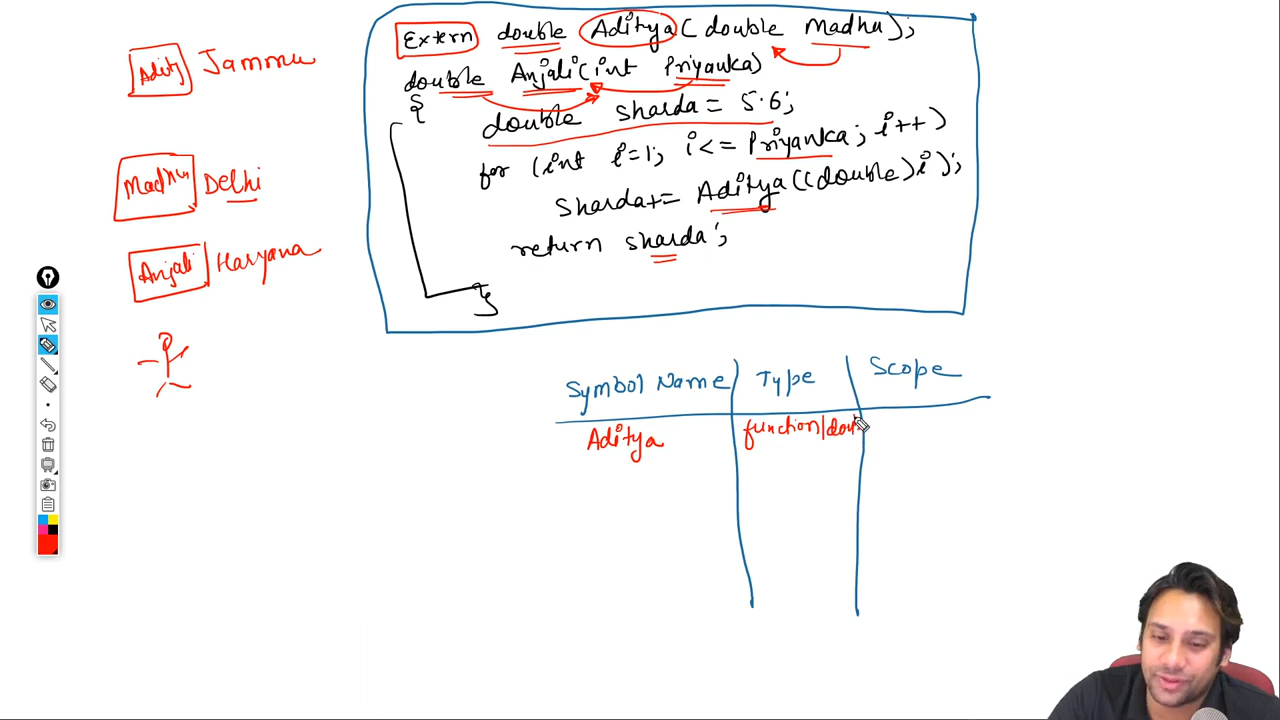 Extern double Aditya(double Madhu);
double Anjali(int Priyanka)
{
double sharda = 5.6;
for (int i=1; i<= Priyanka; i++)
Sharda+= Aditya((double)i);
return sharda;
}
Jammu
Madhu Delhi
Anjali Haryana
Symbol Name Type Scope
Aditya function/dou